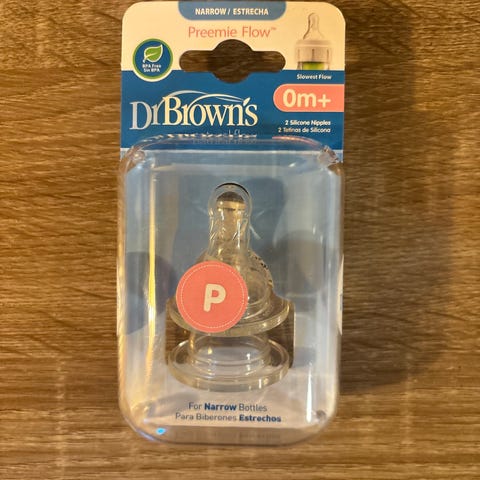 NARROW / ESTRECHA
Preemie Flow™
BPA Free
Sin BPA
Slowest Flow
0m+
Dr Brown's
2 Silicone Nipples
2 Tetinas de Silicona
P
For Narrow Bottles
Para Biberones Estrechos